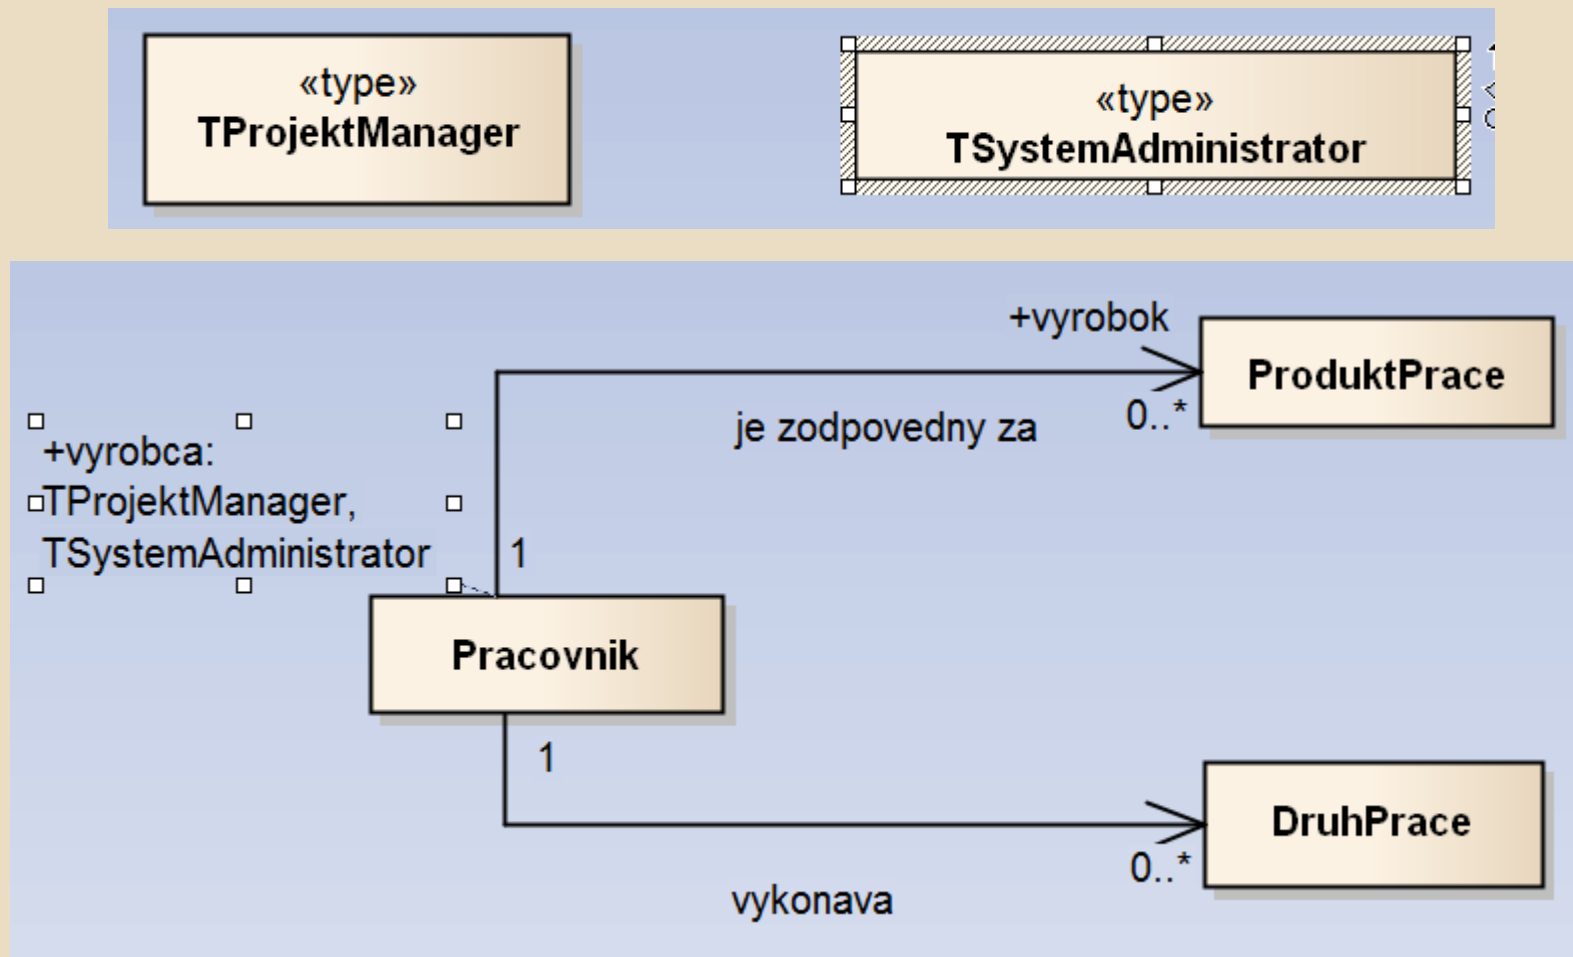 «type»
TProjektManager
«type»
TSystemAdministrator
+vyrobok
ProduktPrace
0..*
je zodpovedny za
+vyrobca:
TProjektManager,
TSystemAdministrator
1
Pracovnik
1
DruhPrace
0..*
vykonava